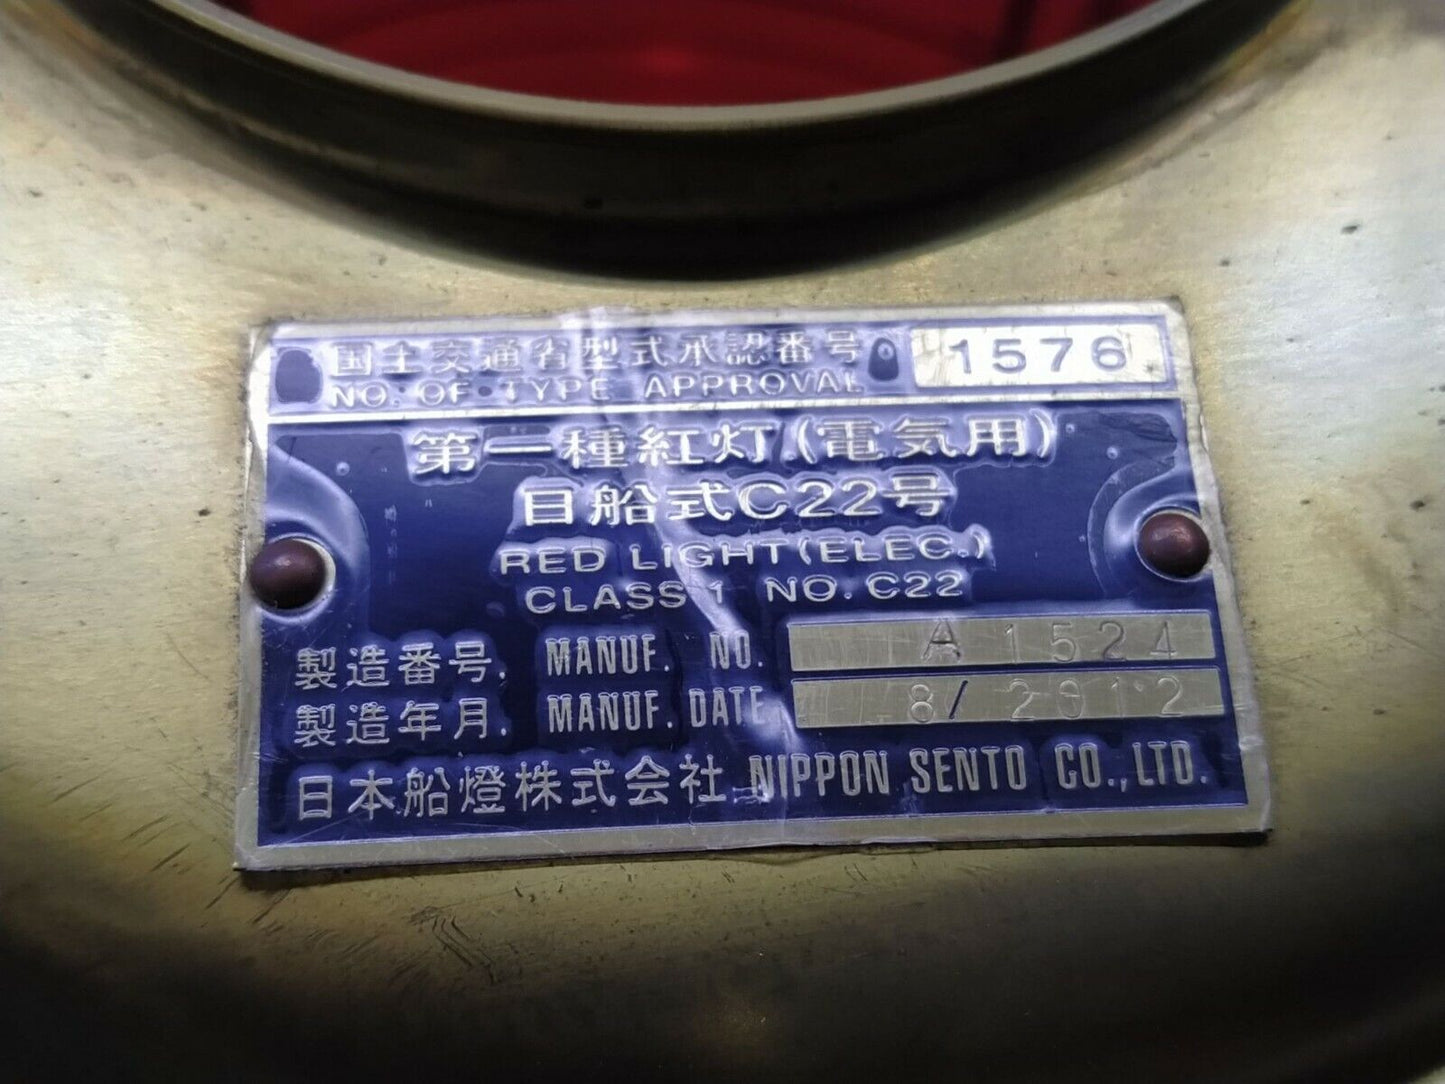 国土交通省型式承認番号 1576
NO. OF TYPE APPROVAL
第一種紅灯(電気用)
日船式C22号
RED LIGHT(ELEC.)
CLASS 1 NO. C22
製造番号. MANUF. NO. A 1524
製造年月. MANUF. DATE 8/ 2012
日本船燈株式会社 NIPPON SENTO CO.,LTD.